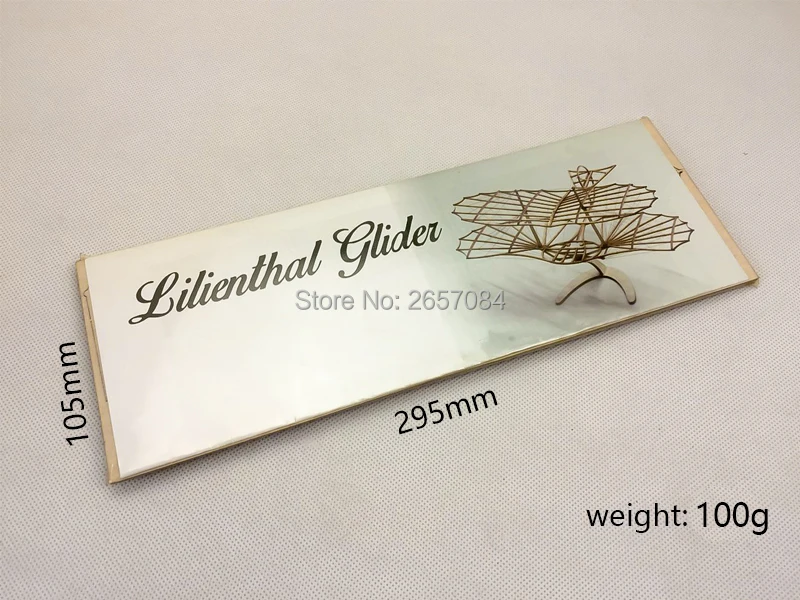 Lilienthal Glider
Store No: 2657084
105mm
295mm
weight: 100g